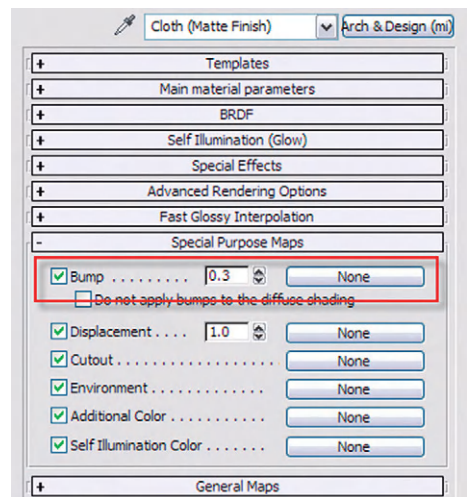 Cloth (Matte Finish) Arch & Design (mi)
+ Templates
+ Main material parameters
+ BRDF
+ Self Illumination (Glow)
+ Special Effects
+ Advanced Rendering Options
+ Fast Glossy Interpolation
- Special Purpose Maps
Bump . . . . . . . . . 0.3 None
Do not apply bumps to the diffuse shading
Displacement . . . . 1.0 None
Cutout . . . . . . . . . . . . . . . . . . None
Environment . . . . . . . . . . . . . None
Additional Color . . . . . . . . . . . None
Self Illumination Color . . . . . . . None
+ General Maps